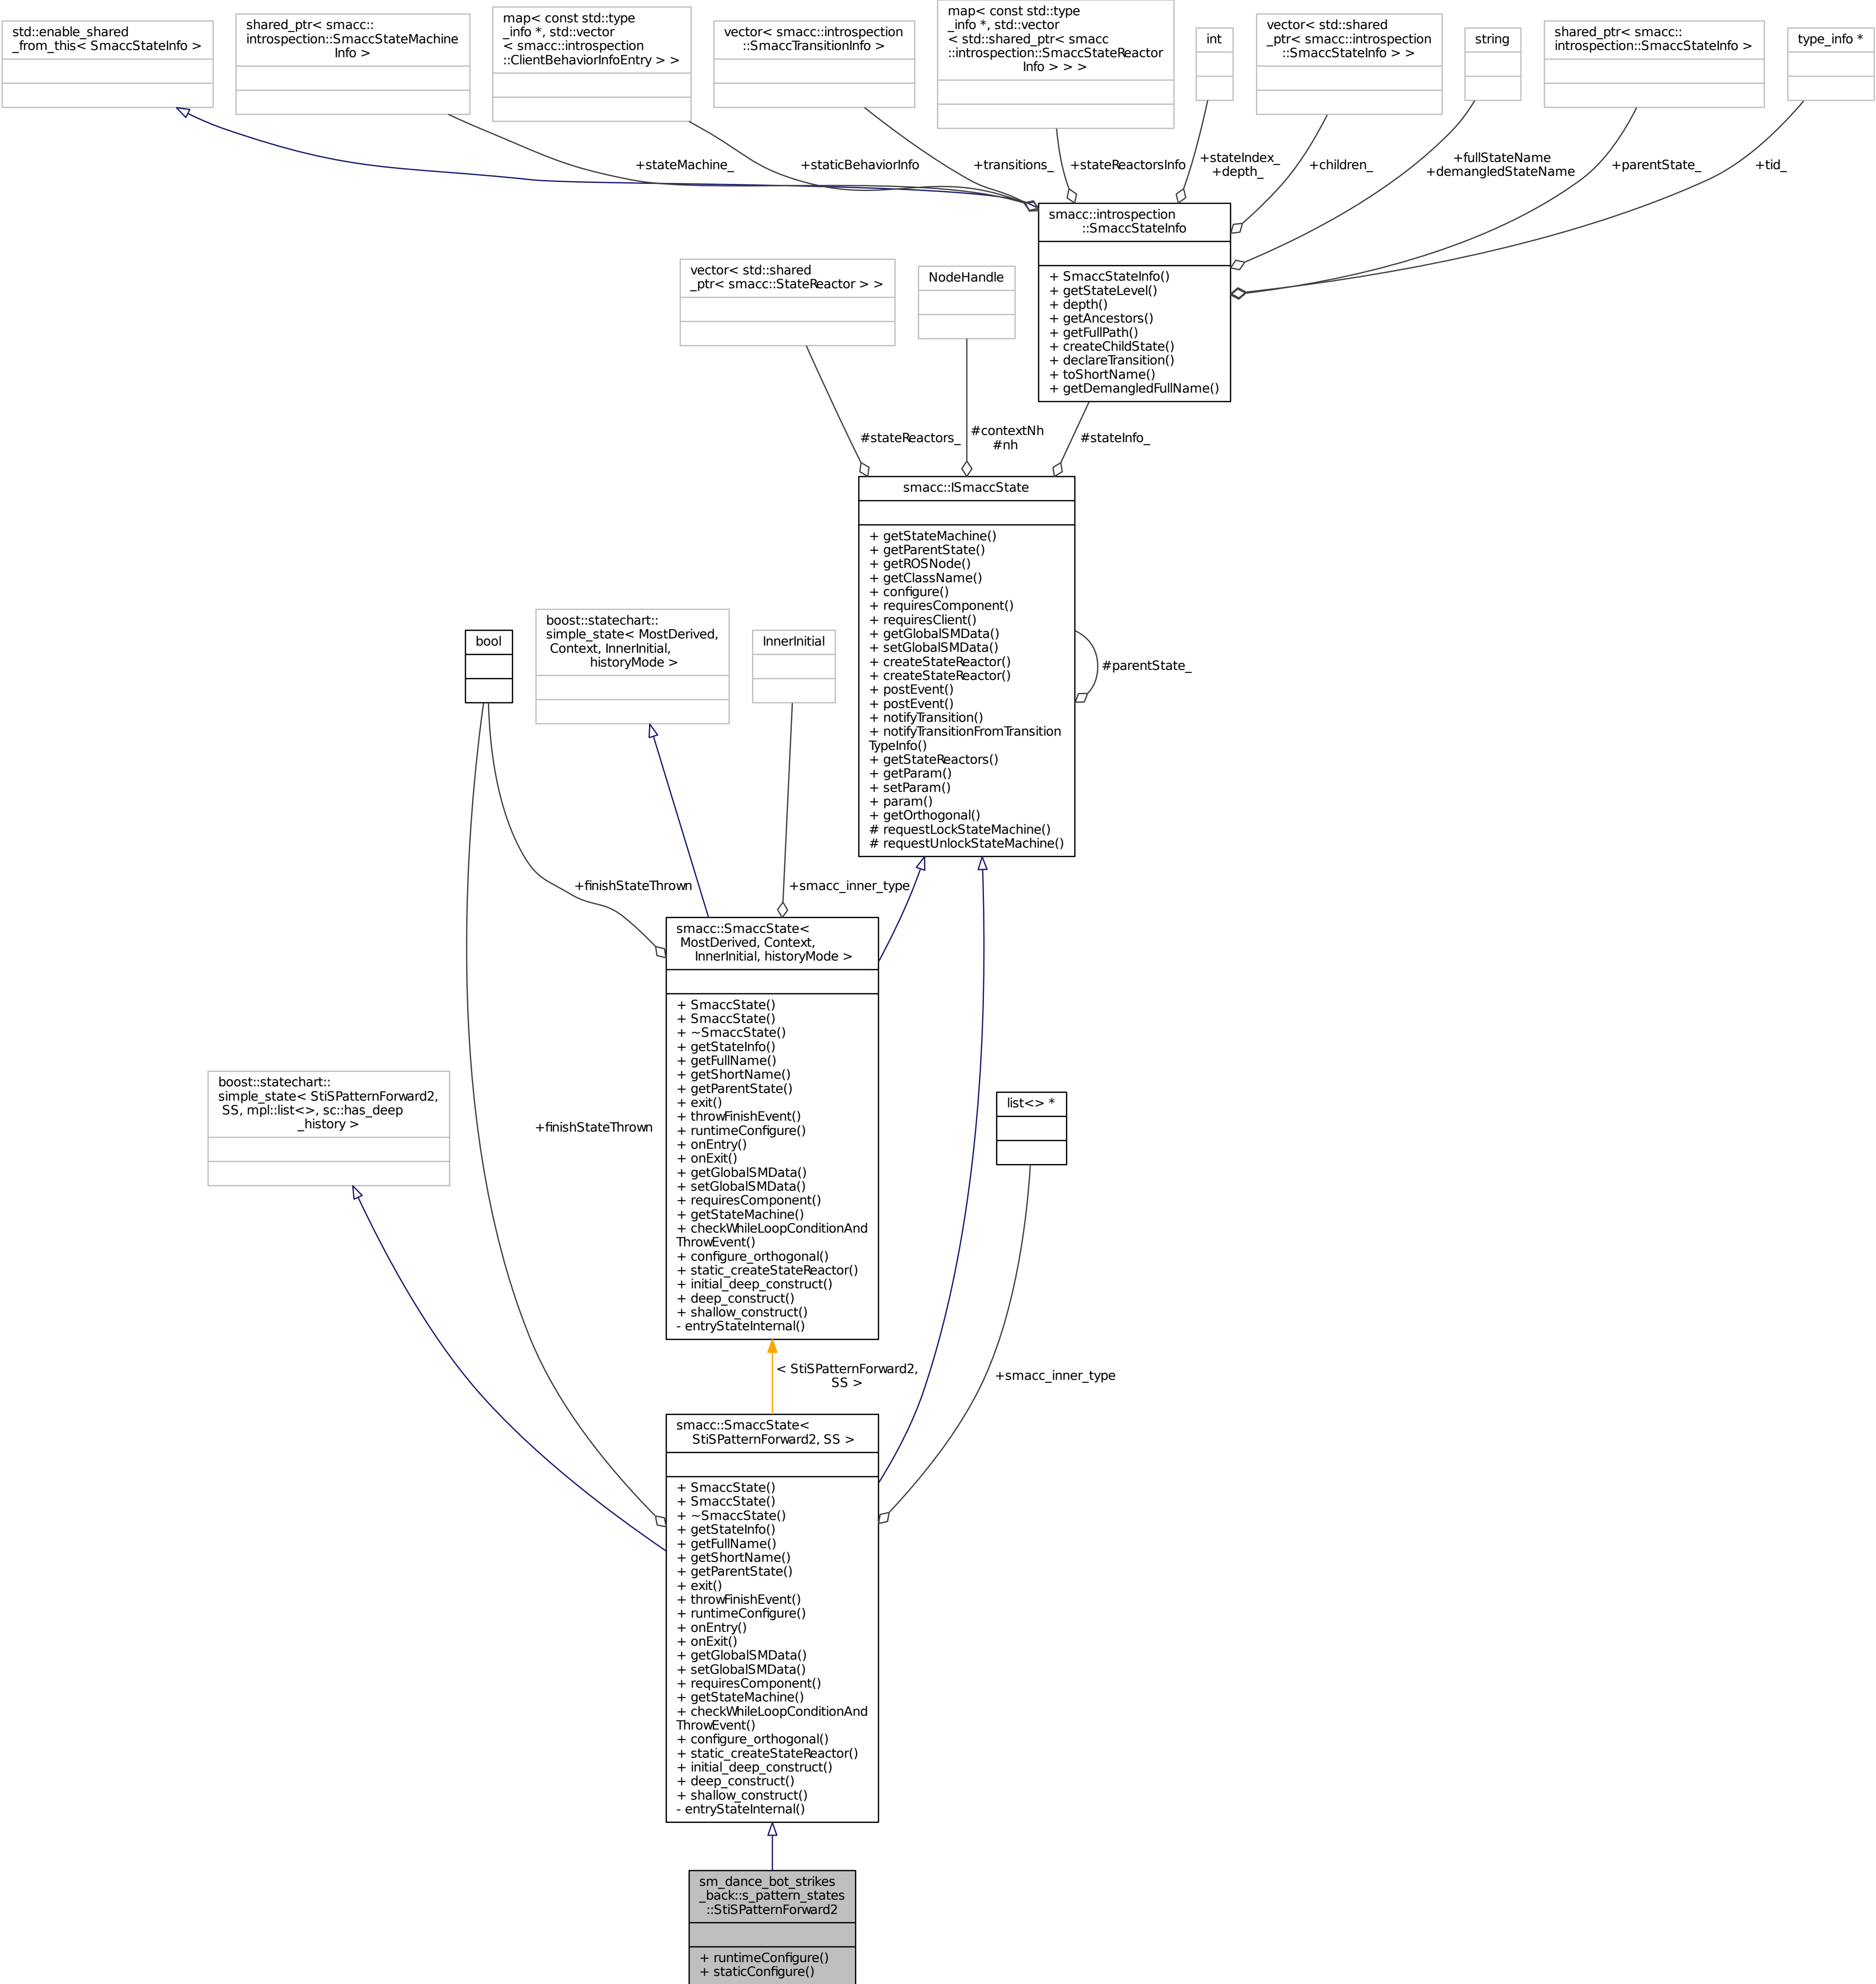 std::enable_shared
_from_this< SmaccStateInfo >
shared_ptr< smacc::
introspection::SmaccStateMachine
Info >
map< const std::type
_info *, std::vector
< smacc::introspection
::ClientBehaviorInfoEntry > >
vector< smacc::introspection
::SmaccTransitionInfo >
map< const std::type
_info *, std::vector
< std::shared_ptr< smacc
::introspection::SmaccStateReactor
Info > > >
int
vector< std::shared
_ptr< smacc::introspection
::SmaccStateInfo > >
string
shared_ptr< smacc::
introspection::SmaccStateInfo >
type_info *
+stateMachine_
+staticBehaviorInfo
+transitions_
+stateReactorsInfo
+stateIndex_
+depth_
+children_
+fullStateName
+demangledStateName
+parentState_
+tid_
smacc::introspection
::SmaccStateInfo
+ SmaccStateInfo()
+ getStateLevel()
+ depth()
+ getAncestors()
+ getFullPath()
+ createChildState()
+ declareTransition()
+ toShortName()
+ getDemangledFullName()
vector< std::shared
_ptr< smacc::StateReactor > >
NodeHandle
#stateReactors_
#contextNh
#nh
#stateInfo_
smacc::ISmaccState
+ getStateMachine()
+ getParentState()
+ getROSNode()
+ getClassName()
+ configure()
+ requiresComponent()
+ requiresClient()
+ getGlobalSMData()
+ setGlobalSMData()
+ createStateReactor()
+ createStateReactor()
+ postEvent()
+ postEvent()
+ notifyTransition()
+ notifyTransitionFromTransition
TypeInfo()
+ getStateReactors()
+ getParam()
+ setParam()
+ param()
+ getOrthogonal()
# requestLockStateMachine()
# requestUnlockStateMachine()
#parentState_
bool
boost::statechart::
simple_state< MostDerived,
Context, InnerInitial,
historyMode >
InnerInitial
+finishStateThrown
+smacc_inner_type
smacc::SmaccState<
MostDerived, Context,
InnerInitial, historyMode >
+ SmaccState()
+ SmaccState()
+ ~SmaccState()
+ getStateInfo()
+ getFullName()
+ getShortName()
+ getParentState()
+ exit()
+ throwFinishEvent()
+ runtimeConfigure()
+ onEntry()
+ onExit()
+ getGlobalSMData()
+ setGlobalSMData()
+ requiresComponent()
+ getStateMachine()
+ checkWhileLoopConditionAnd
ThrowEvent()
+ configure_orthogonal()
+ static_createStateReactor()
+ initial_deep_construct()
+ deep_construct()
+ shallow_construct()
- entryStateInternal()
boost::statechart::
simple_state< StiSPatternForward2,
SS, mpl::list<>, sc::has_deep
_history >
+finishStateThrown
list<> *
< StiSPatternForward2,
SS >
+smacc_inner_type
smacc::SmaccState<
StiSPatternForward2, SS >
+ SmaccState()
+ SmaccState()
+ ~SmaccState()
+ getStateInfo()
+ getFullName()
+ getShortName()
+ getParentState()
+ exit()
+ throwFinishEvent()
+ runtimeConfigure()
+ onEntry()
+ onExit()
+ getGlobalSMData()
+ setGlobalSMData()
+ requiresComponent()
+ getStateMachine()
+ checkWhileLoopConditionAnd
ThrowEvent()
+ configure_orthogonal()
+ static_createStateReactor()
+ initial_deep_construct()
+ deep_construct()
+ shallow_construct()
- entryStateInternal()
sm_dance_bot_strikes
_back::s_pattern_states
::StiSPatternForward2
+ runtimeConfigure()
+ staticConfigure()